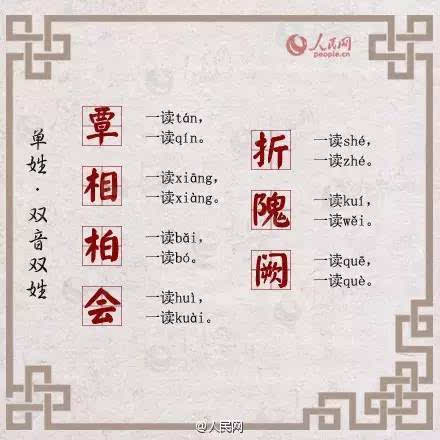 人民网
people.cn
单姓·双音双姓
覃
一读tán,
一读qín。
相
一读xiāng,
一读xiàng。
柏
一读bǎi,
一读bó。
会
一读huì,
一读kuài。
折
一读shé,
一读zhé。
隗
一读kuí,
一读wěi。
阙
一读quē,
一读què。
@人民网